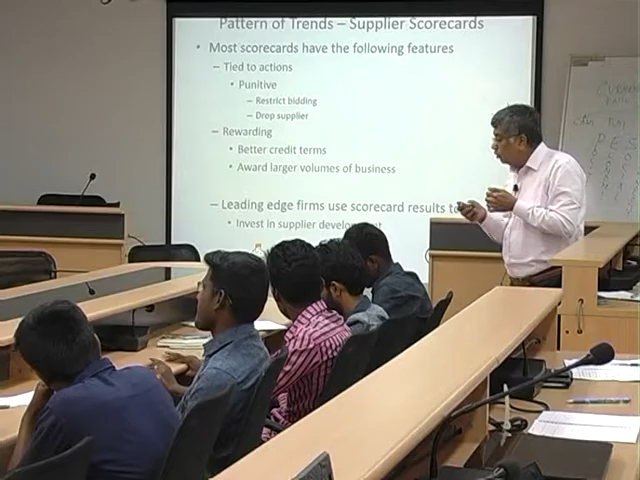 Pattern of Trends – Supplier Scorecards
• Most scorecards have the following features
– Tied to actions
• Punitive
– Restrict bidding
– Drop supplier
– Rewarding
• Better credit terms
• Award larger volumes of business
– Leading edge firms use scorecard results to
• Invest in supplier